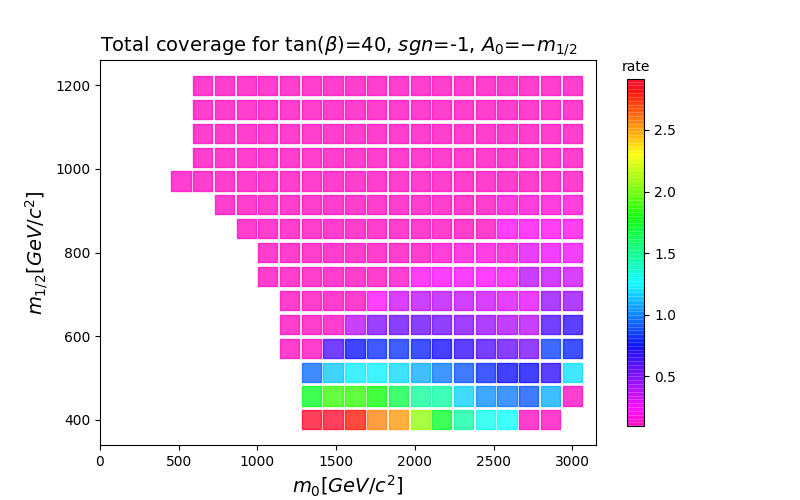 Total coverage for tan(β)=40, sgn=-1, A₀=−m₁/₂
rate
1200
1000
800
600
400
2.5
2.0
1.5
1.0
0.5
m₁/₂[GeV/c²]
0 500 1000 1500 2000 2500 3000
m₀[GeV/c²]